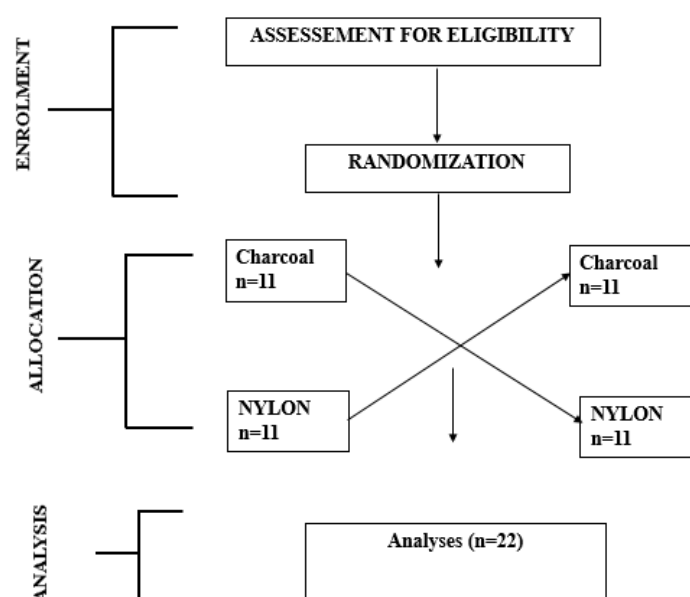 ENROLMENT
ASSESSEMENT FOR ELIGIBILITY
RANDOMIZATION
ALLOCATION
Charcoal
n=11
Charcoal
n=11
NYLON
n=11
NYLON
n=11
ANALYSIS
Analyses (n=22)